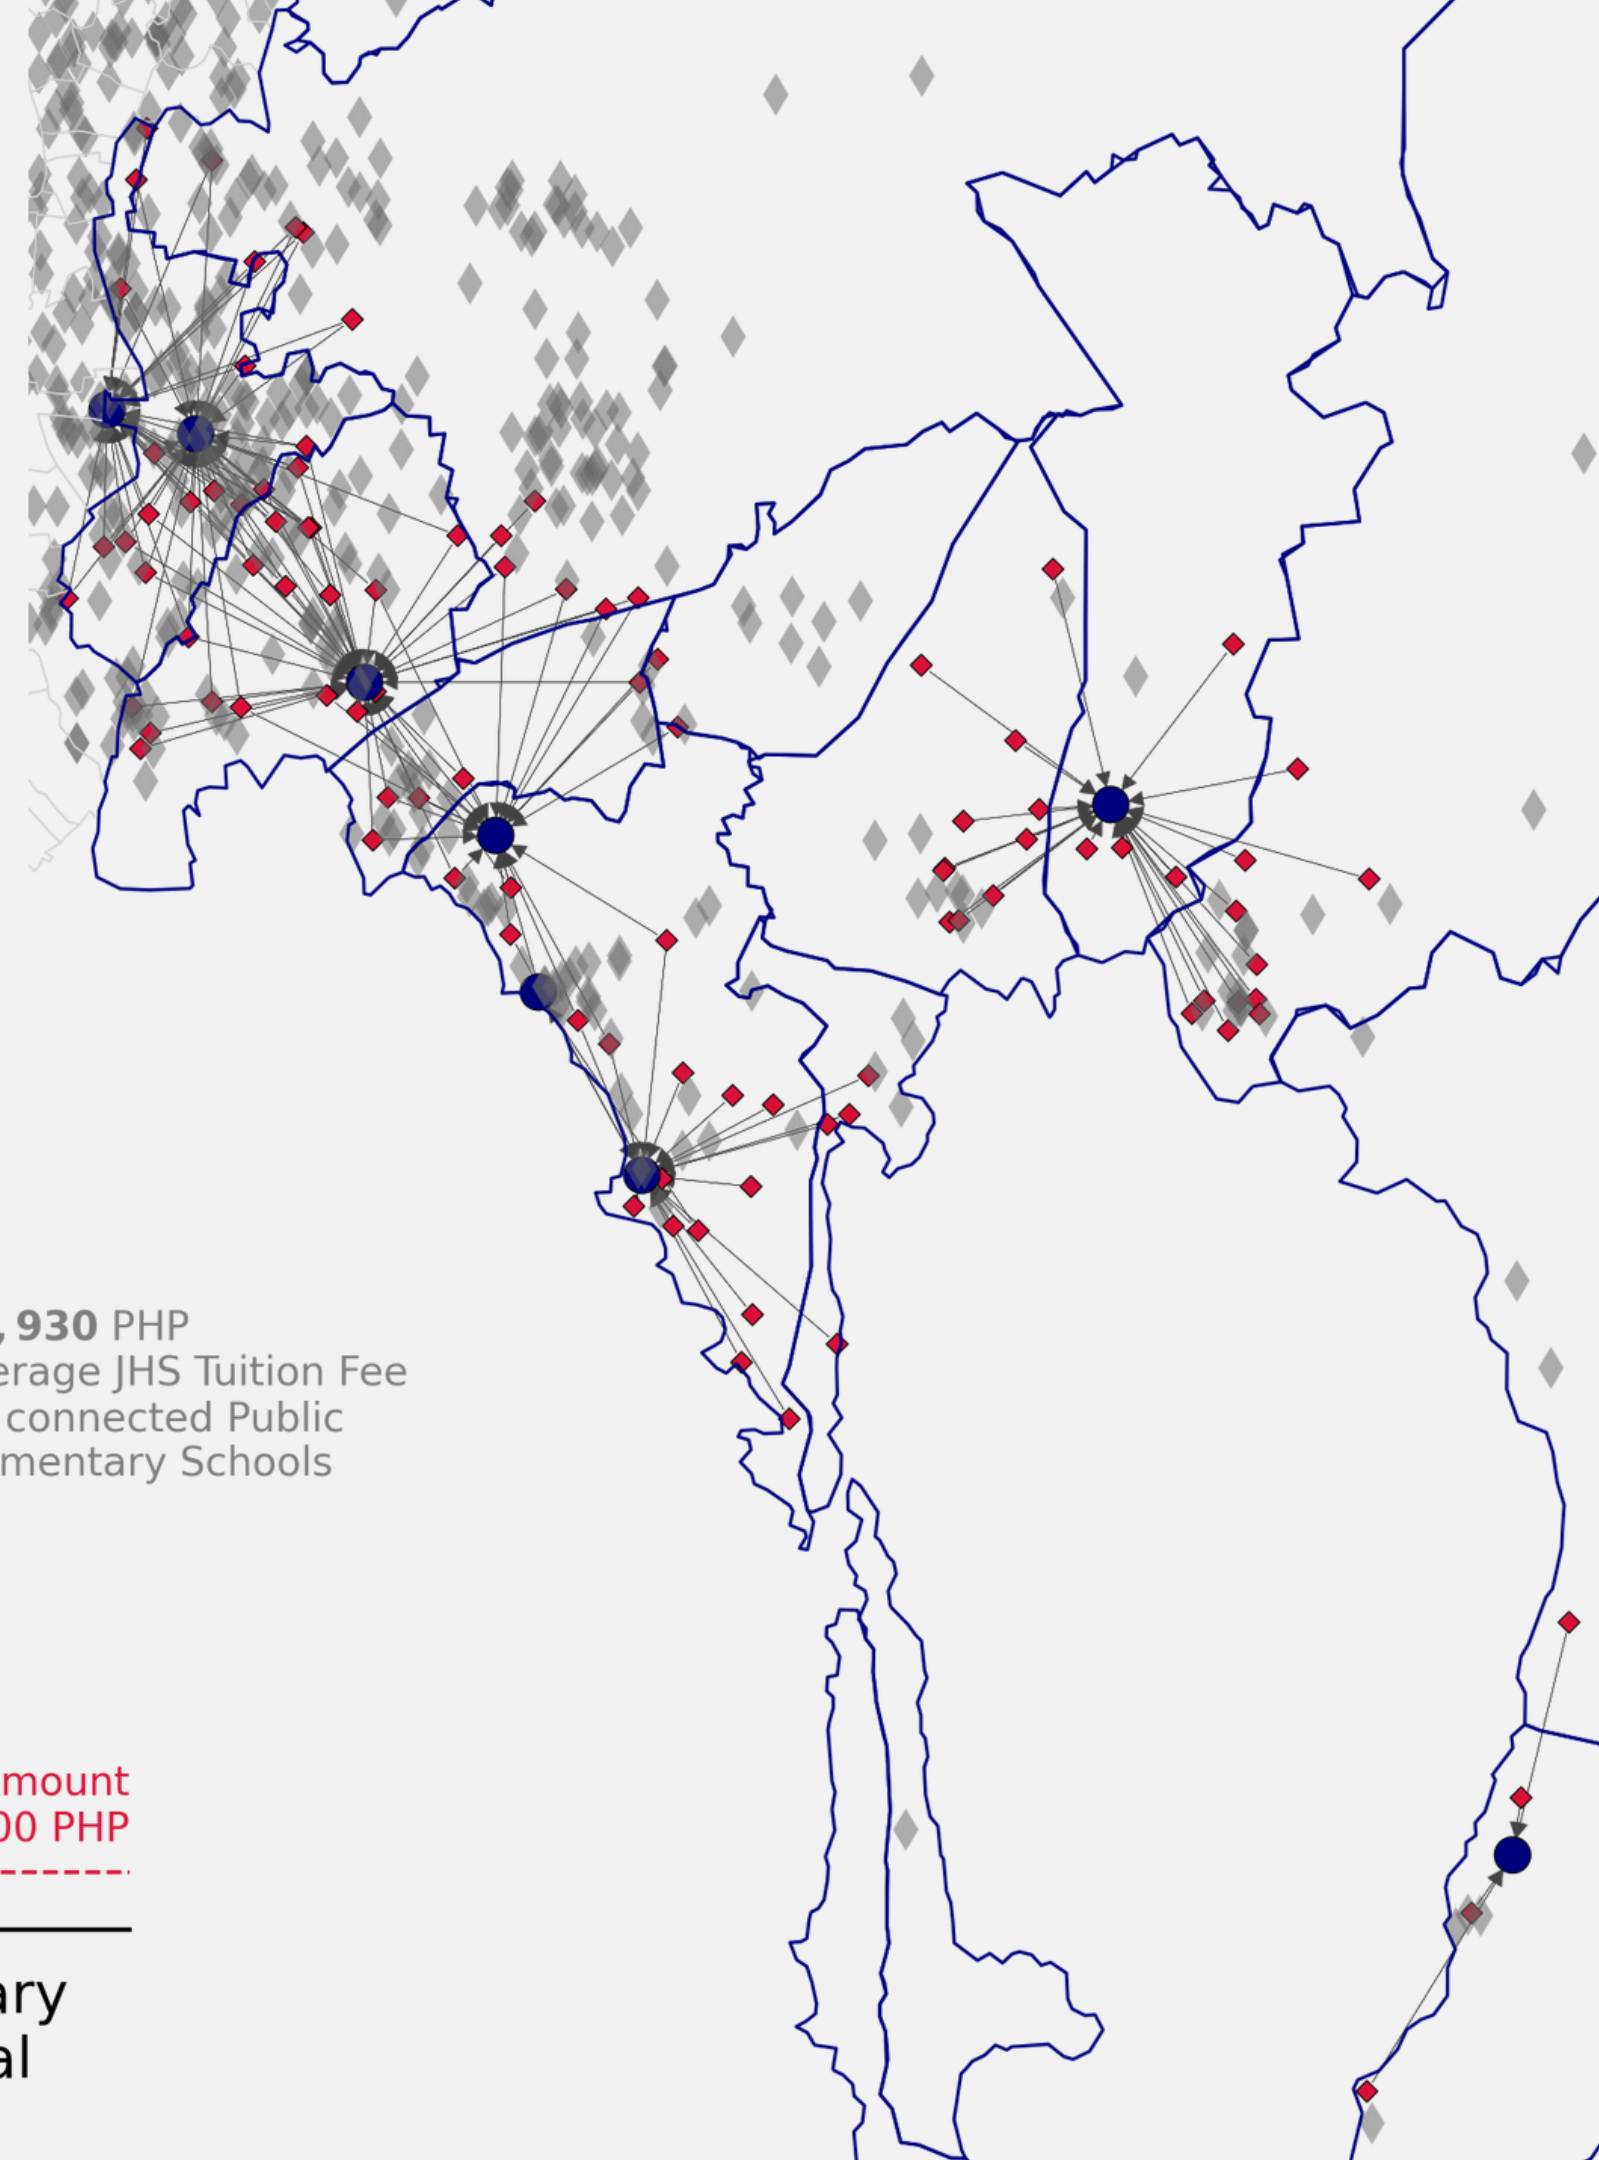 , 930 PHP
erage JHS Tuition Fee
connected Public
mentary Schools
mount
00 PHP
ary
al